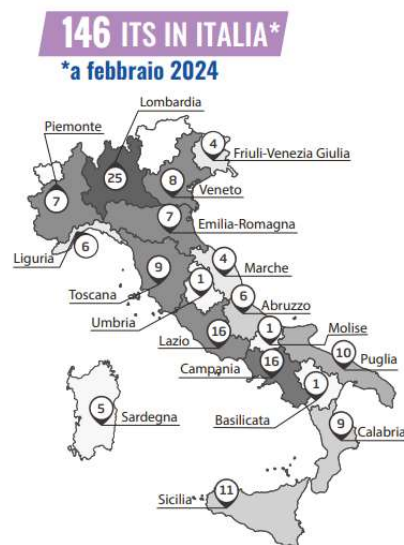 146 ITS IN ITALIA*
*a febbraio 2024
Lombardia
Piemonte
4
Friuli-Venezia Giulia
25
8
7
Veneto
7
Emilia-Romagna
6
Liguria
4
9
Marche
1
Toscana
6
Abruzzo
Umbria
1
16
Molise
Lazio
16
10
Campania
Puglia
1
5
Sardegna
Basilicata
9
Calabria
11
Sicilia